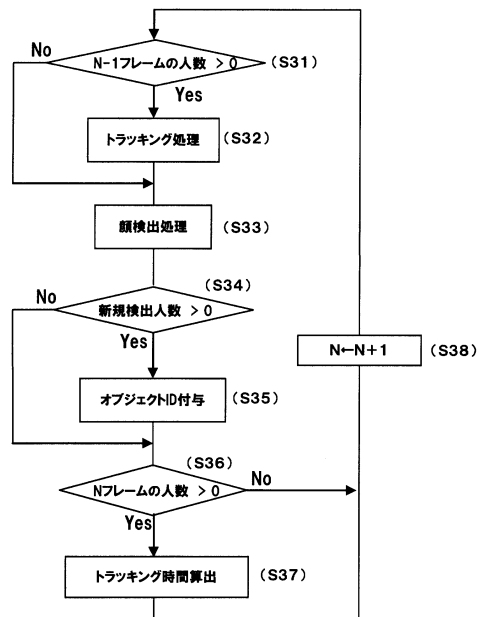 No
N-1フレームの人数 > 0
(S31)
Yes
トラッキング処理
(S32)
顔検出処理
(S33)
(S34)
No
新規検出人数 > 0
Yes
N←N+1
(S38)
オブジェクトID付与
(S35)
(S36)
Nフレームの人数 > 0
No
Yes
トラッキング時間算出
(S37)